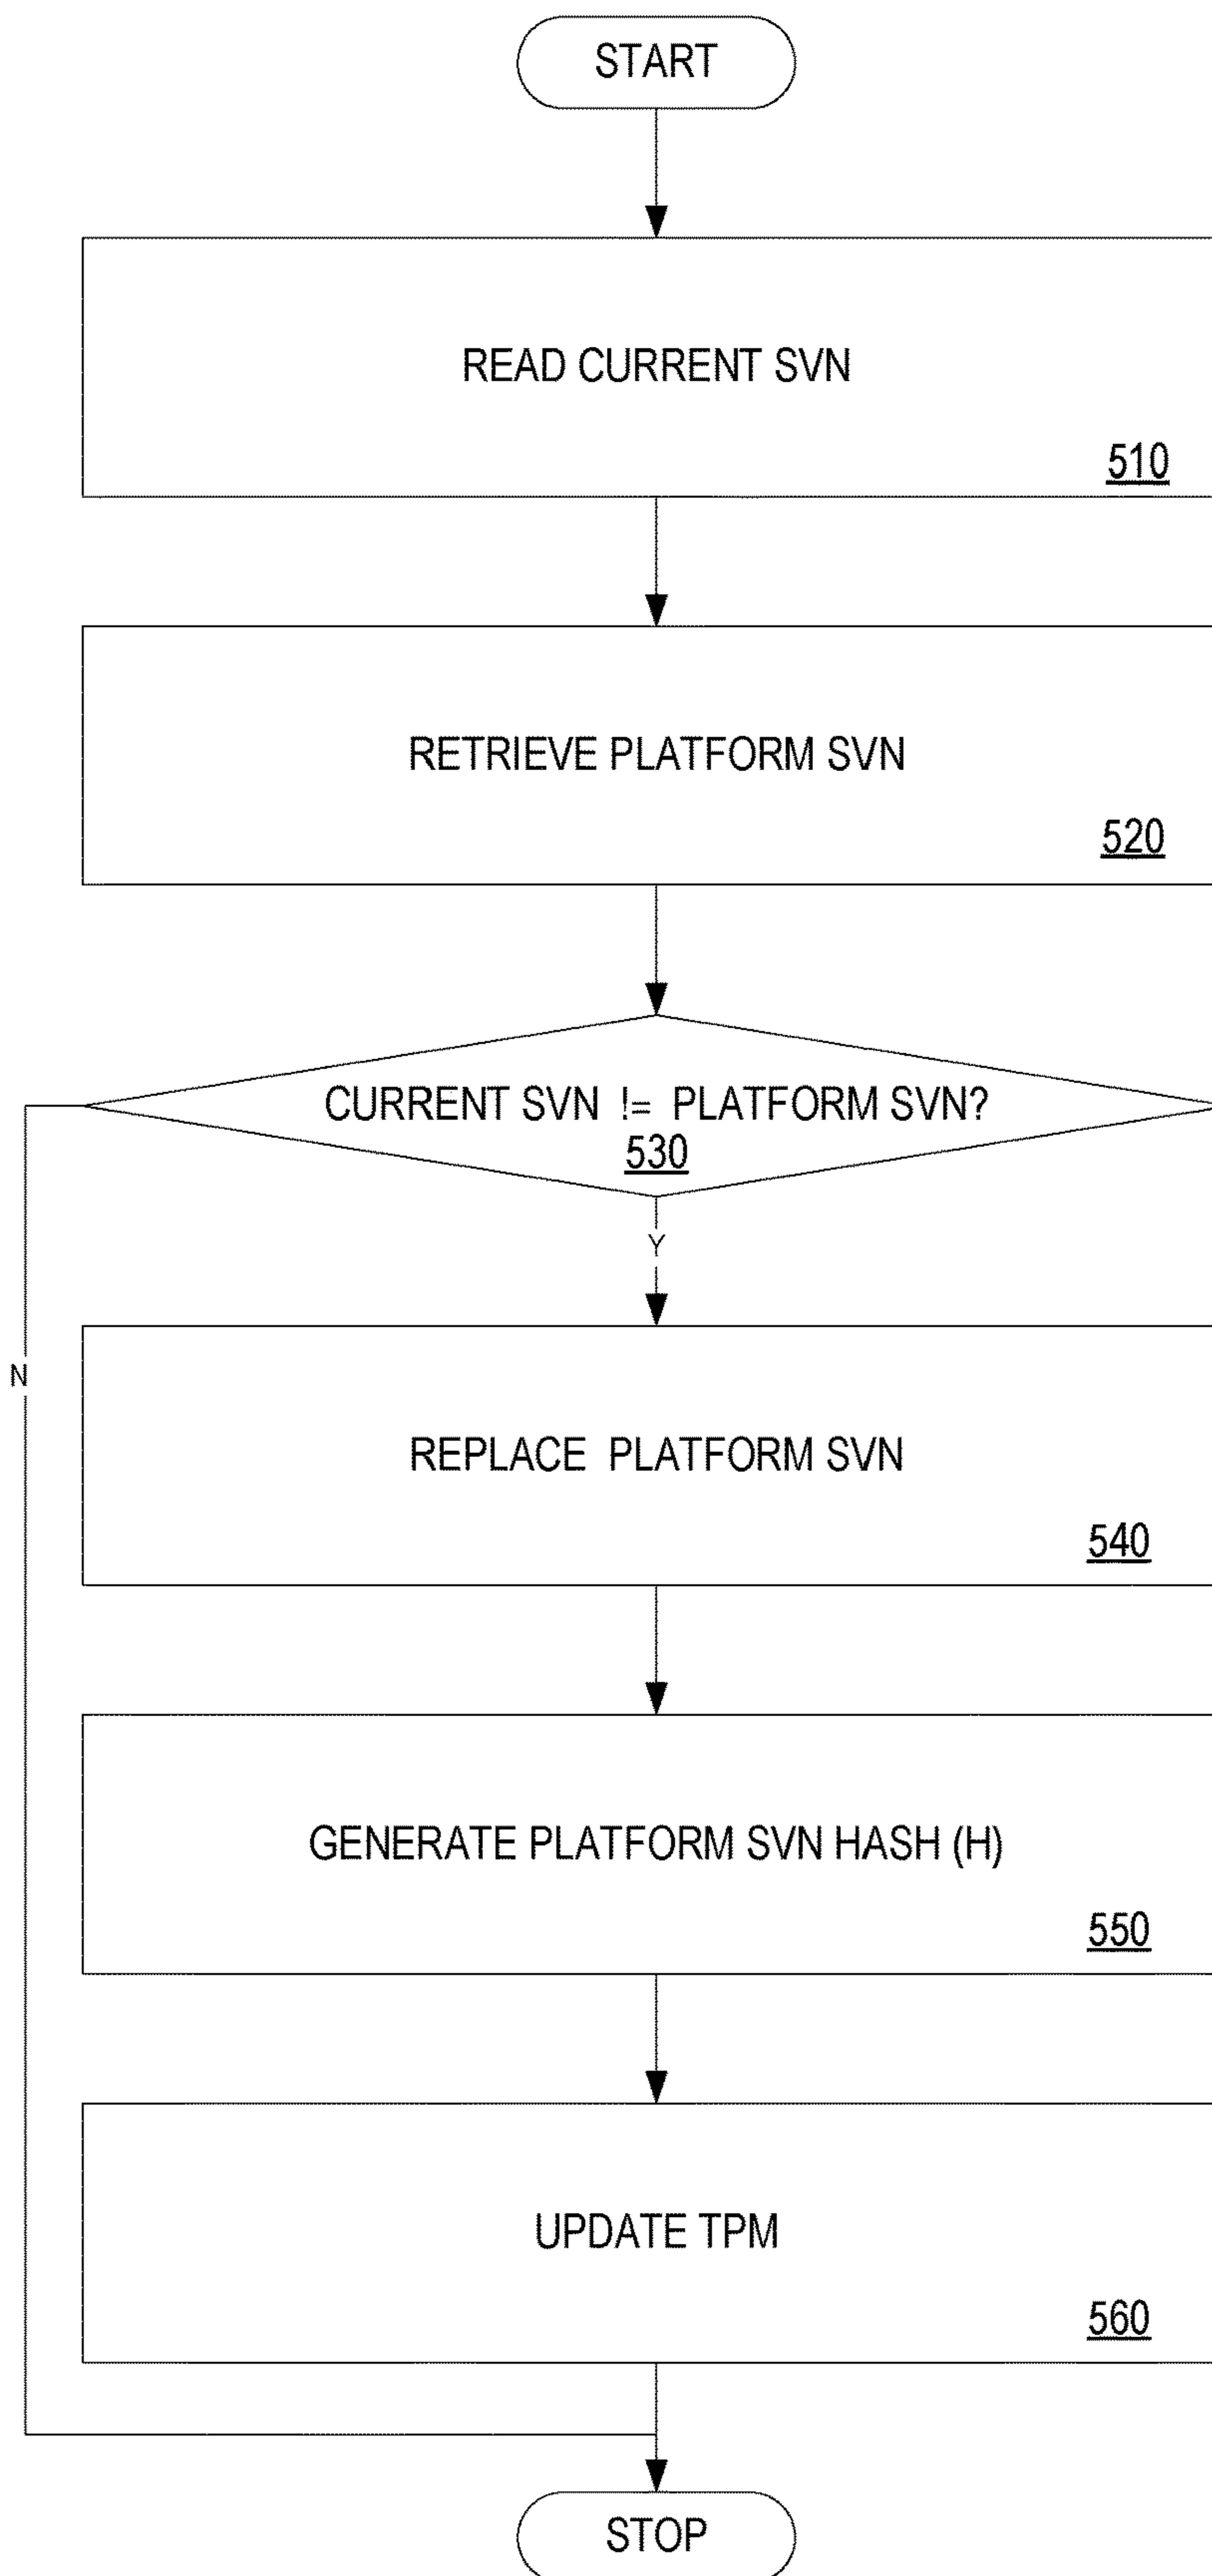 START
READ CURRENT SVN
510
RETRIEVE PLATFORM SVN
520
CURRENT SVN != PLATFORM SVN?
530
Y
N
REPLACE PLATFORM SVN
540
GENERATE PLATFORM SVN HASH (H)
550
UPDATE TPM
560
STOP